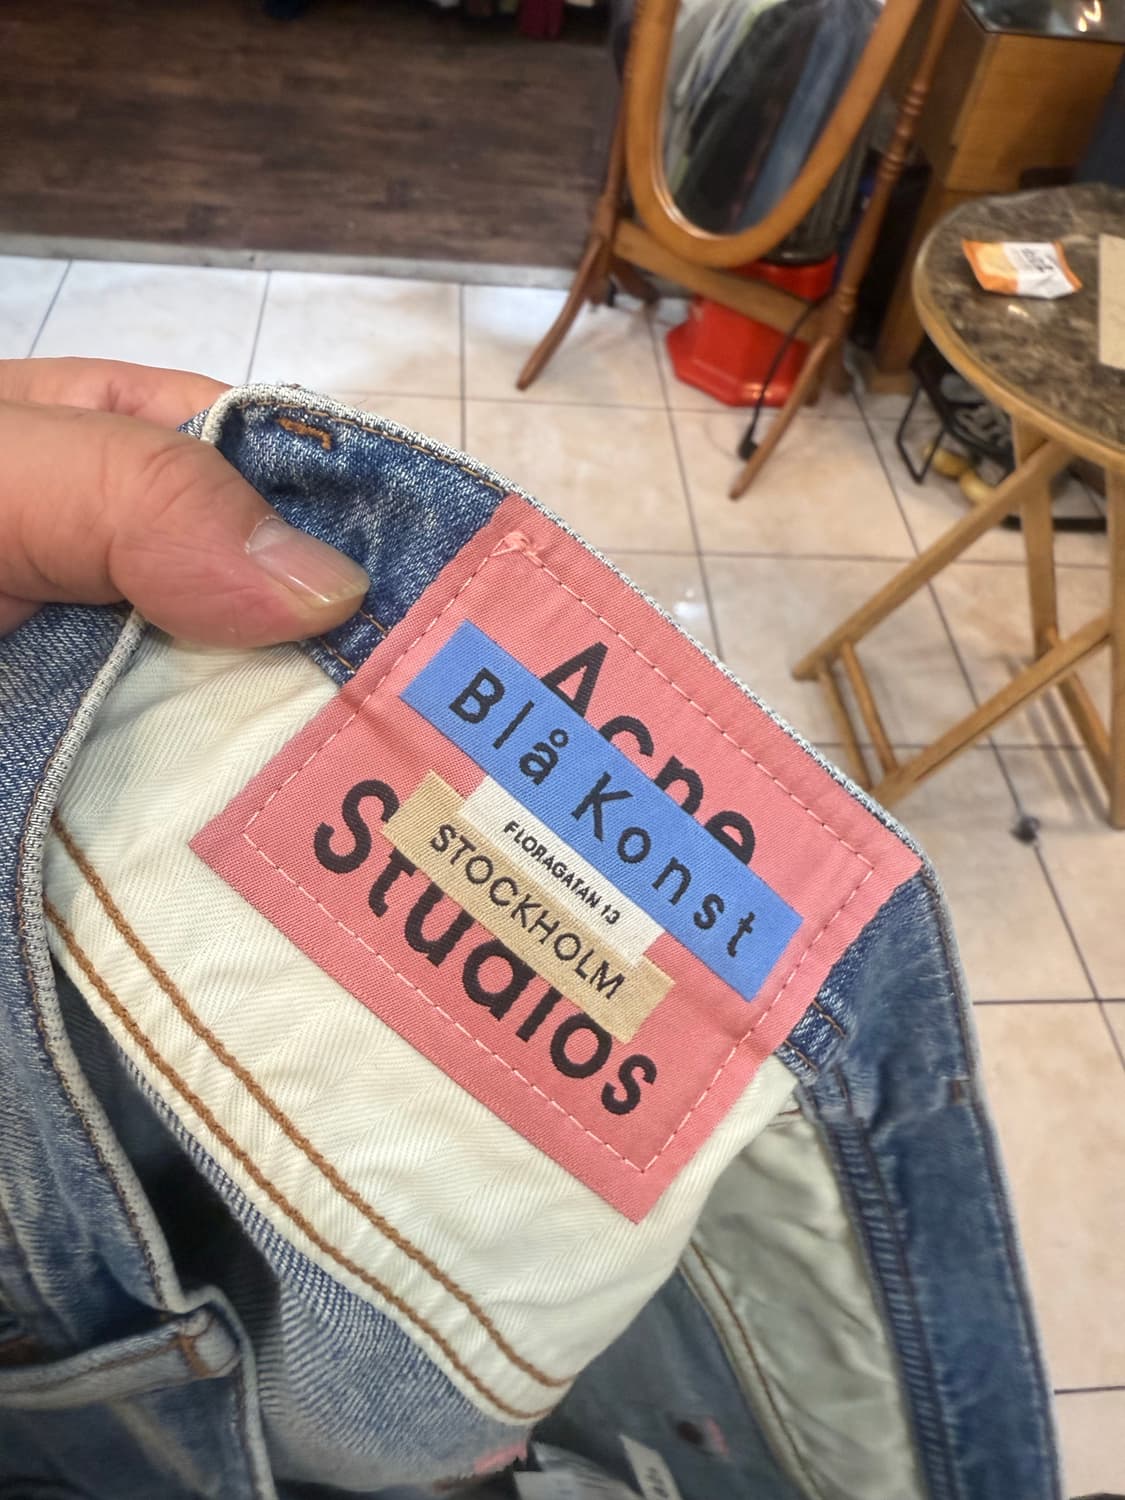 Acne
Blå Konst
FLORAGATAN 13
STOCKHOLM
Studios